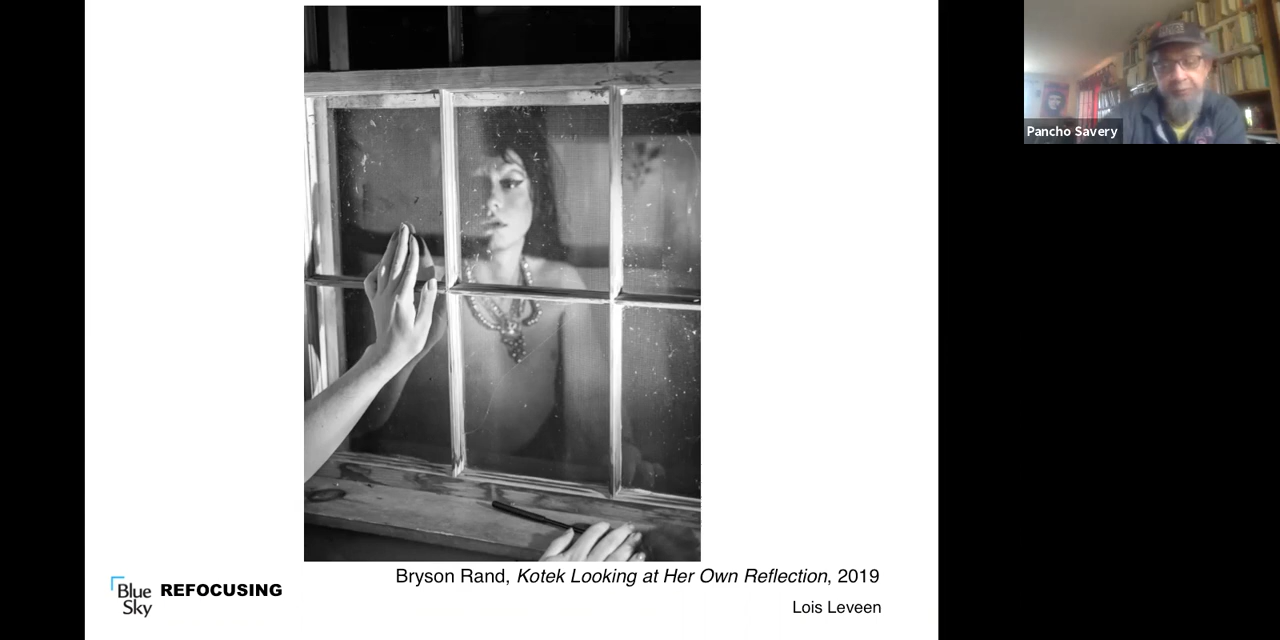 Pancho Savery
Bryson Rand, Kotek Looking at Her Own Reflection, 2019
Blue
Sky
REFOCUSING
Lois Leveen